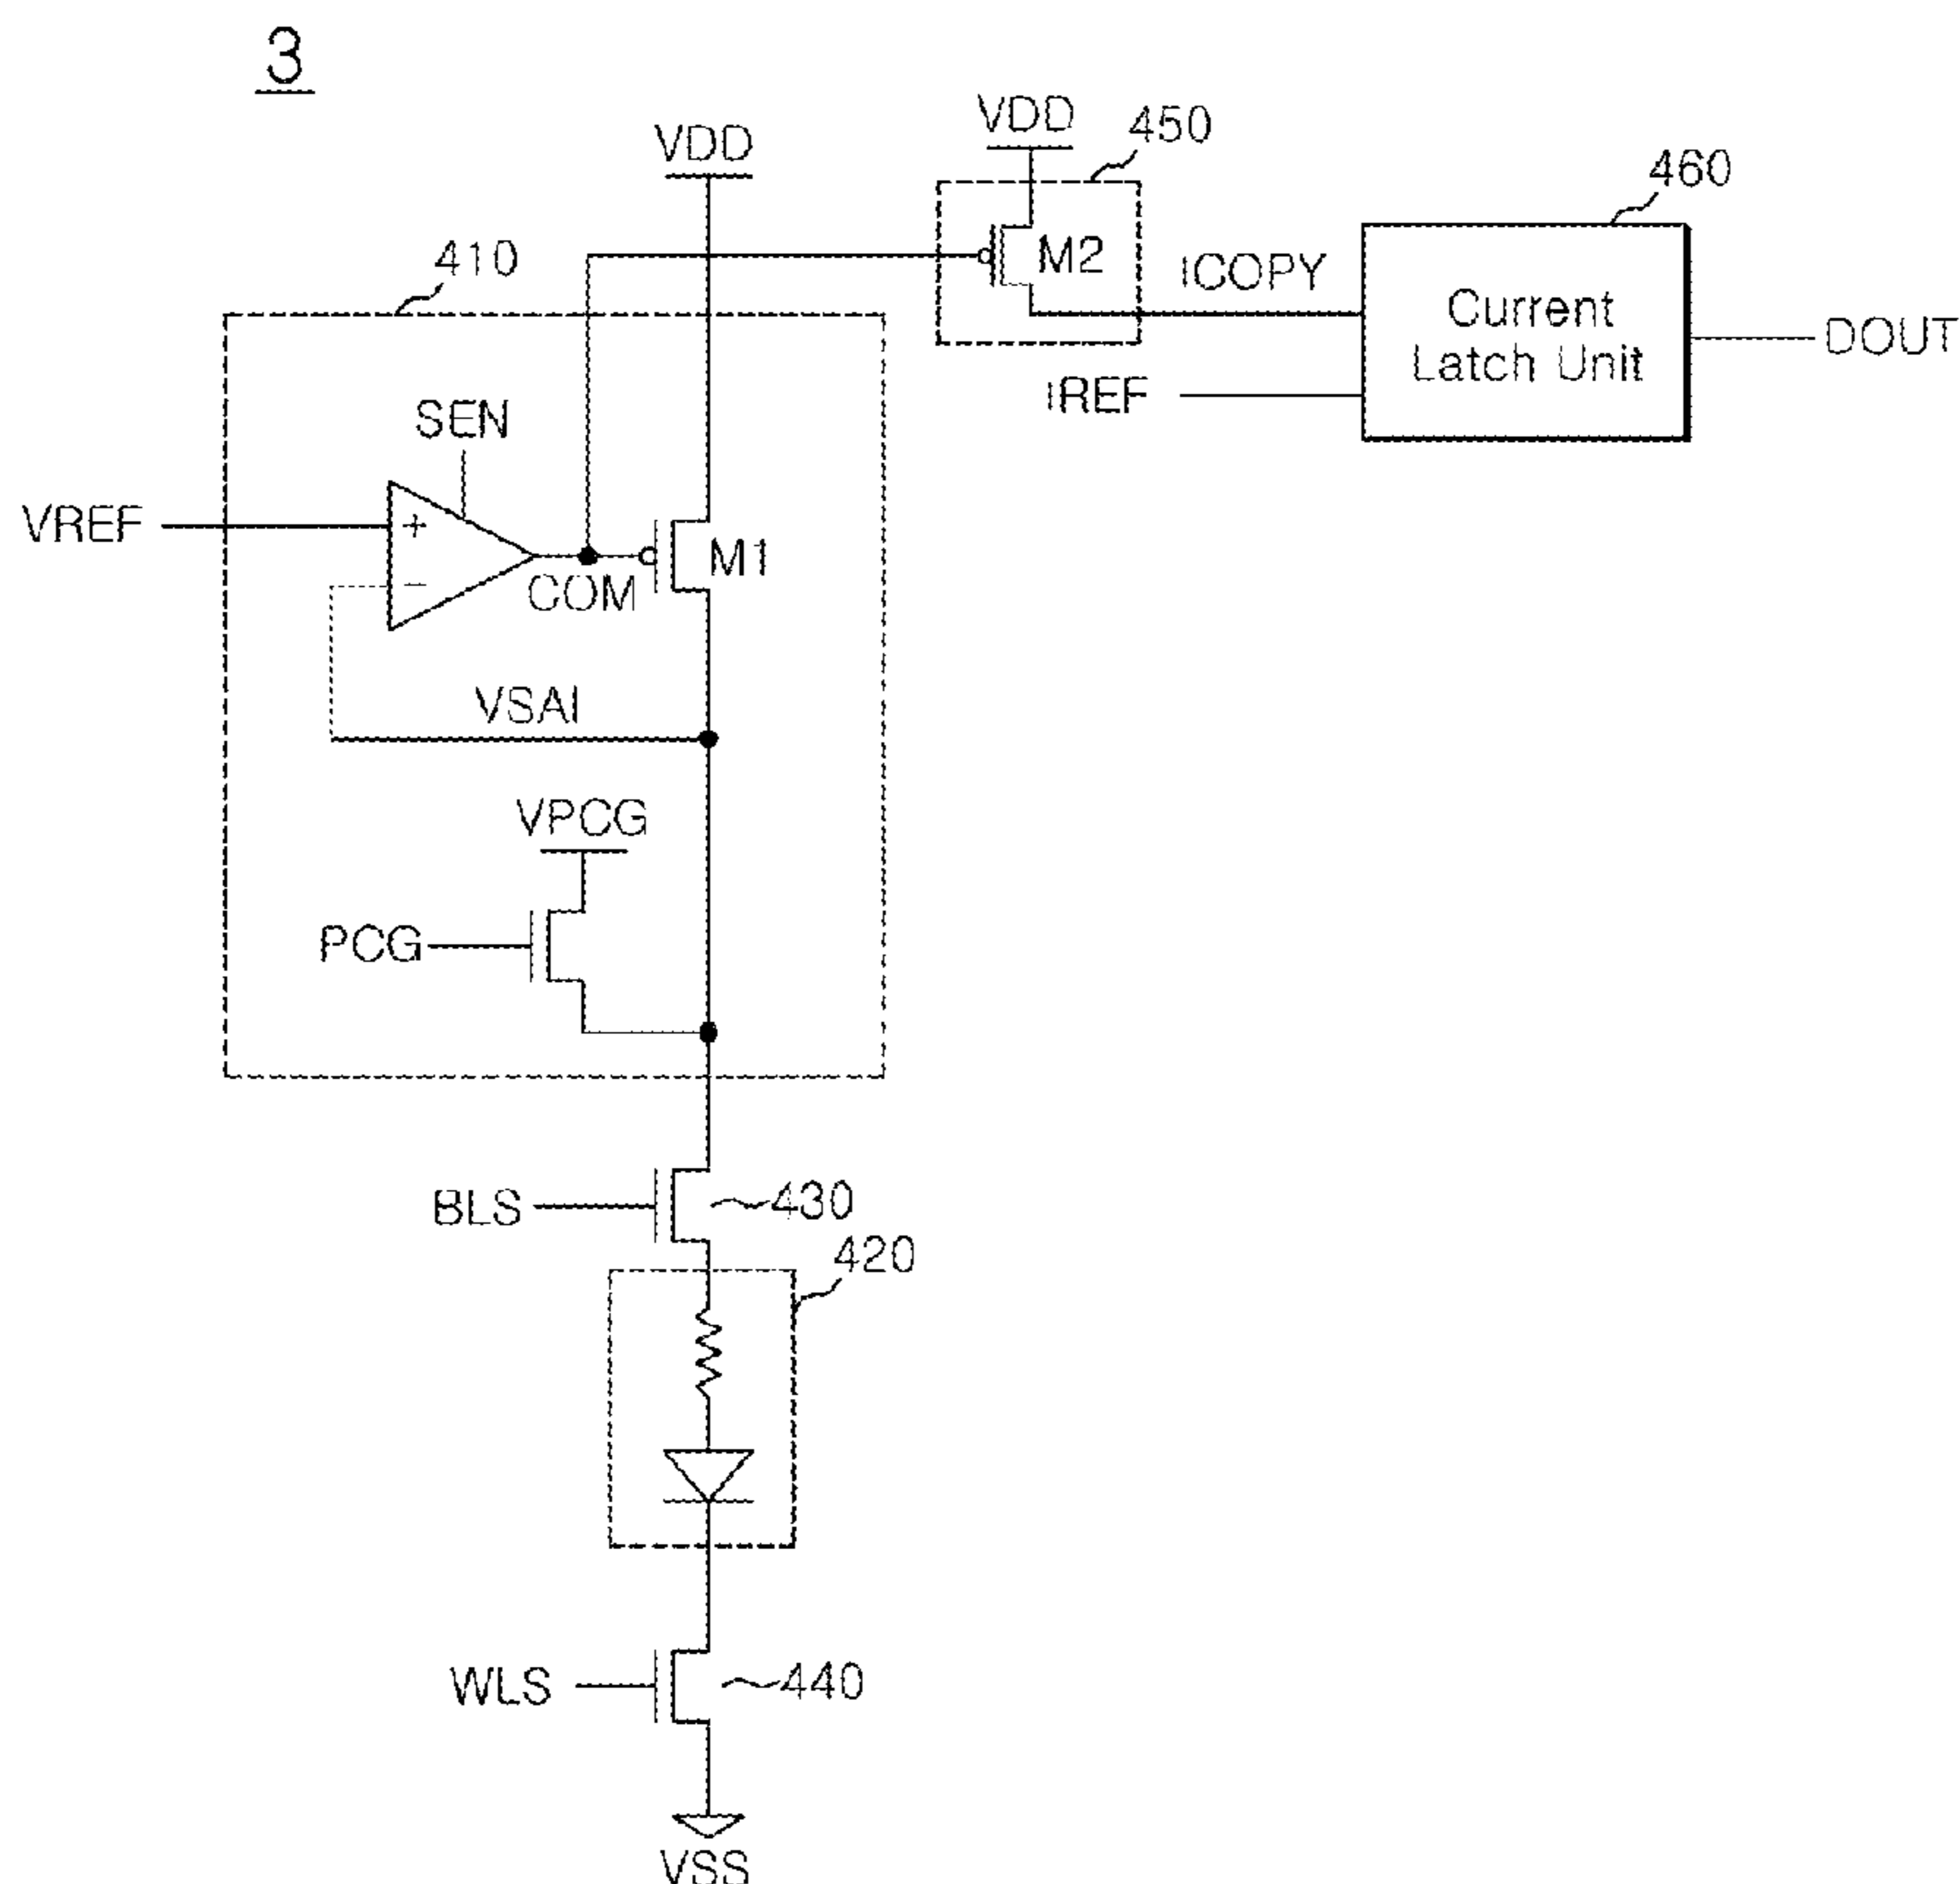 3
VDD
VDD
450
460
410
M2
ICOPY
Current
Latch Unit
DOUT
IREF
SEN
VREF
+
M1
−
COM
VSAI
VPCG
PCG
BLS
430
420
WLS
440
VSS